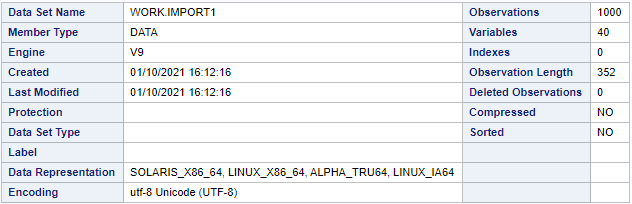 Data Set Name WORK.IMPORT1 Observations 1000
Member Type DATA Variables 40
Engine V9 Indexes 0
Created 01/10/2021 16:12:16 Observation Length 352
Last Modified 01/10/2021 16:12:16 Deleted Observations 0
Protection Compressed NO
Data Set Type Sorted NO
Label
Data Representation SOLARIS_X86_64, LINUX_X86_64, ALPHA_TRU64, LINUX_IA64
Encoding utf-8 Unicode (UTF-8)